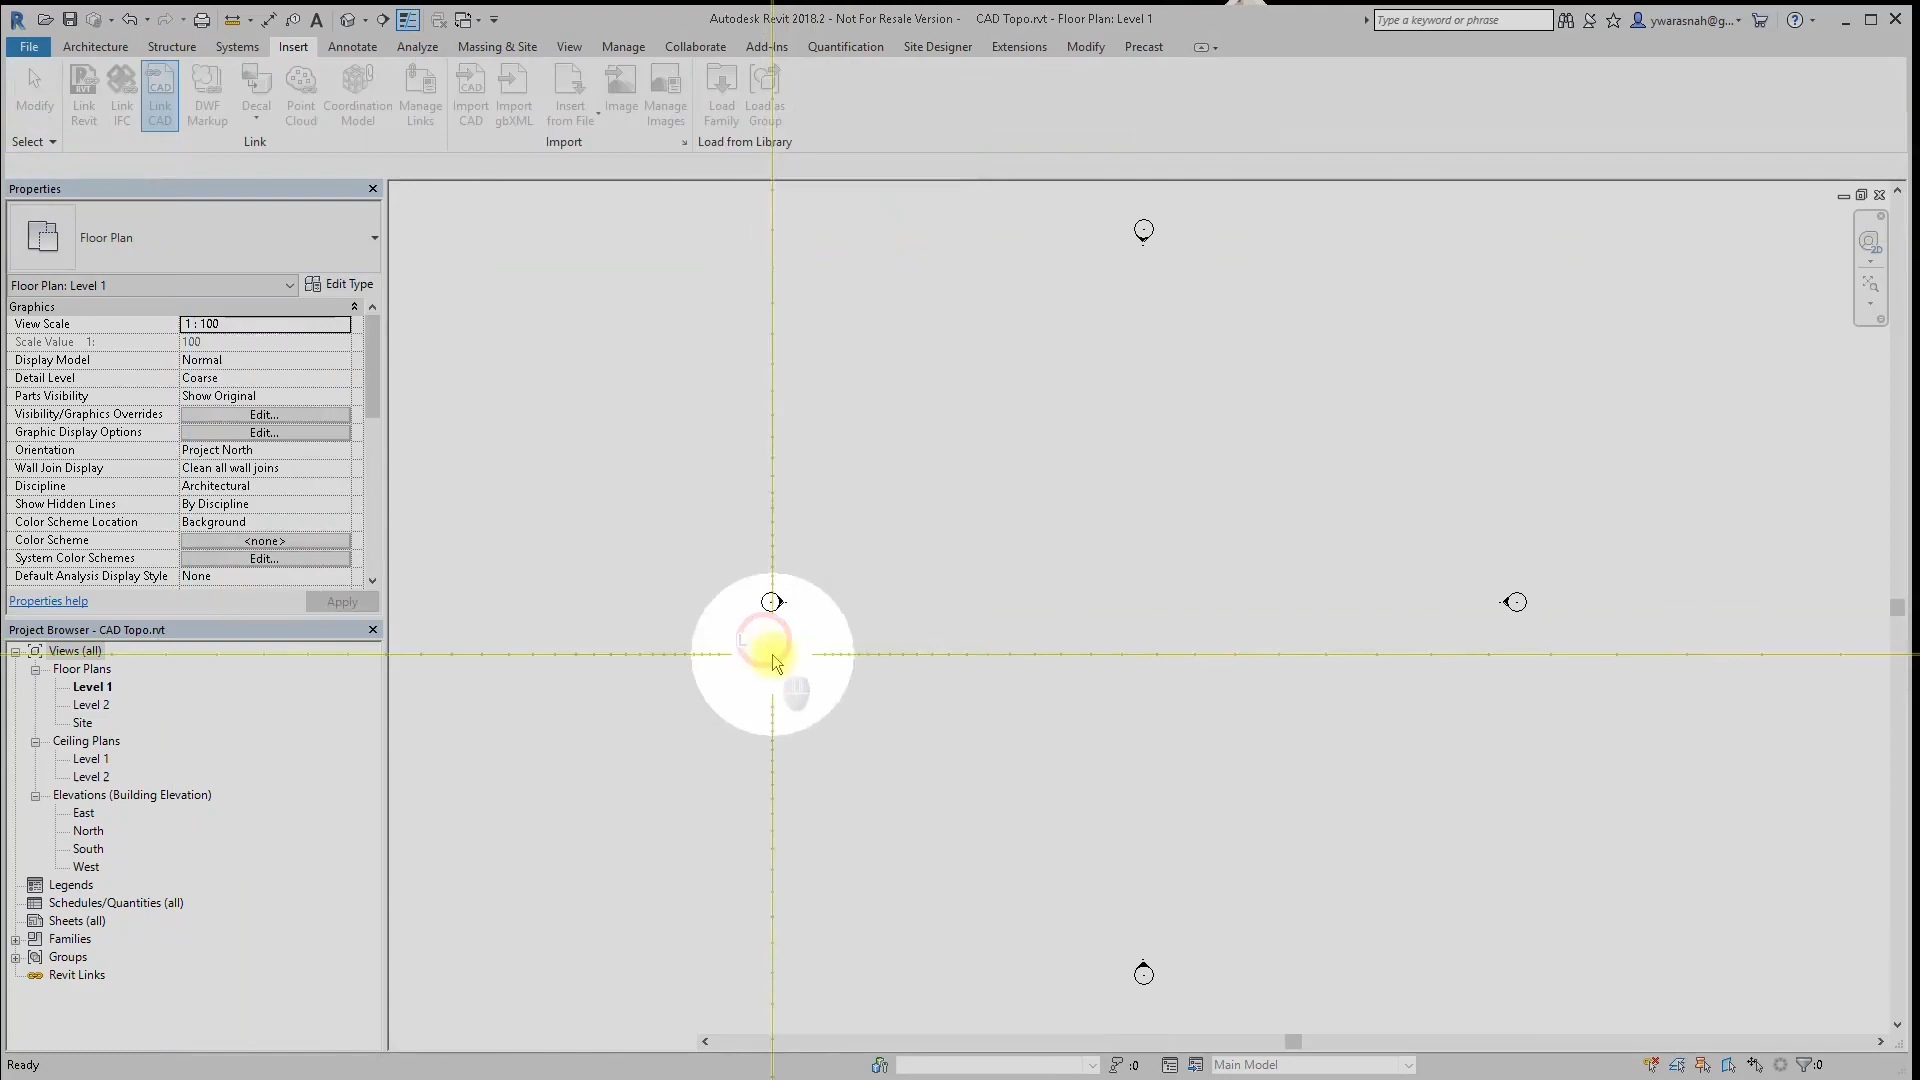 Autodesk Revit 2018.2 - Not For Resale Version - CAD Topo.rvt - Floor Plan: Level 1
Type a keyword or phrase
ywarasnah@g...
File Architecture Structure Systems Insert Annotate Analyze Massing & Site View Manage Collaborate Add-Ins Quantification Site Designer Extensions Modify Precast
Modify
Link Revit
Link IFC
Link CAD
DWF Markup
Decal
Point Cloud
Coordination Model
Manage Links
Import CAD
Import gbXML
Insert from File
Image
Manage Images
Load Family
Load as Group
Select Link Import Load from Library
Properties
Floor Plan
Floor Plan: Level 1 Edit Type
Graphics
View Scale 1 : 100
Scale Value 1: 100
Display Model Normal
Detail Level Coarse
Parts Visibility Show Original
Visibility/Graphics Overrides Edit...
Graphic Display Options Edit...
Orientation Project North
Wall Join Display Clean all wall joins
Discipline Architectural
Show Hidden Lines By Discipline
Color Scheme Location Background
Color Scheme <none>
System Color Schemes Edit...
Default Analysis Display Style None
Properties help Apply
Project Browser - CAD Topo.rvt
Views (all)
Floor Plans
Level 1
Level 2
Site
Ceiling Plans
Level 1
Level 2
Elevations (Building Elevation)
East
North
South
West
Legends
Schedules/Quantities (all)
Sheets (all)
Families
Groups
Revit Links
Ready
:0
Main Model
:0